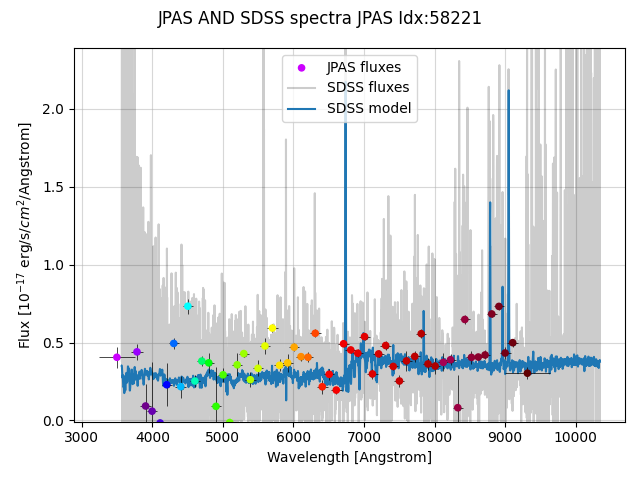 JPAS AND SDSS spectra JPAS Idx:58221
JPAS fluxes
SDSS fluxes
SDSS model
Flux [10⁻¹⁷ erg/s/cm²/Angstrom]
2.0
1.5
1.0
0.5
0.0
3000 4000 5000 6000 7000 8000 9000 10000
Wavelength [Angstrom]